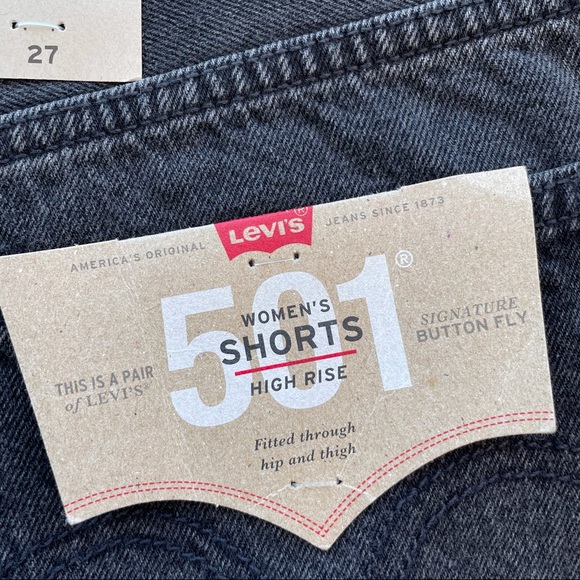 27
Levi's®
AMERICA'S ORIGINAL
JEANS SINCE 1873
501®
WOMEN'S
SHORTS
HIGH RISE
THIS IS A PAIR
of LEVI'S®
SIGNATURE
BUTTON FLY
Fitted through
hip and thigh